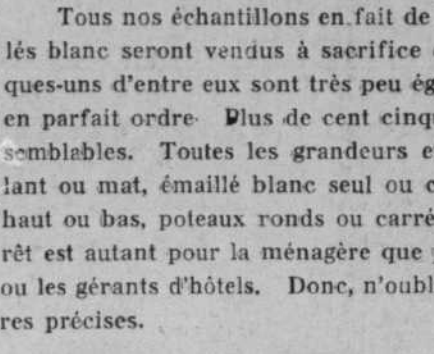 Tous nos échantillons en fait de
lés blanc seront vendus à sacrifice
ques-uns d'entre eux sont très peu ég
en parfait ordre. Plus de cent cinq
semblables. Toutes les grandeurs e
lant ou mat, émaillé blanc seul ou c
haut ou bas, poteaux ronds ou carré
rêt est autant pour la ménagère que
ou les gérants d'hôtels. Donc, n'oubl
res précises.